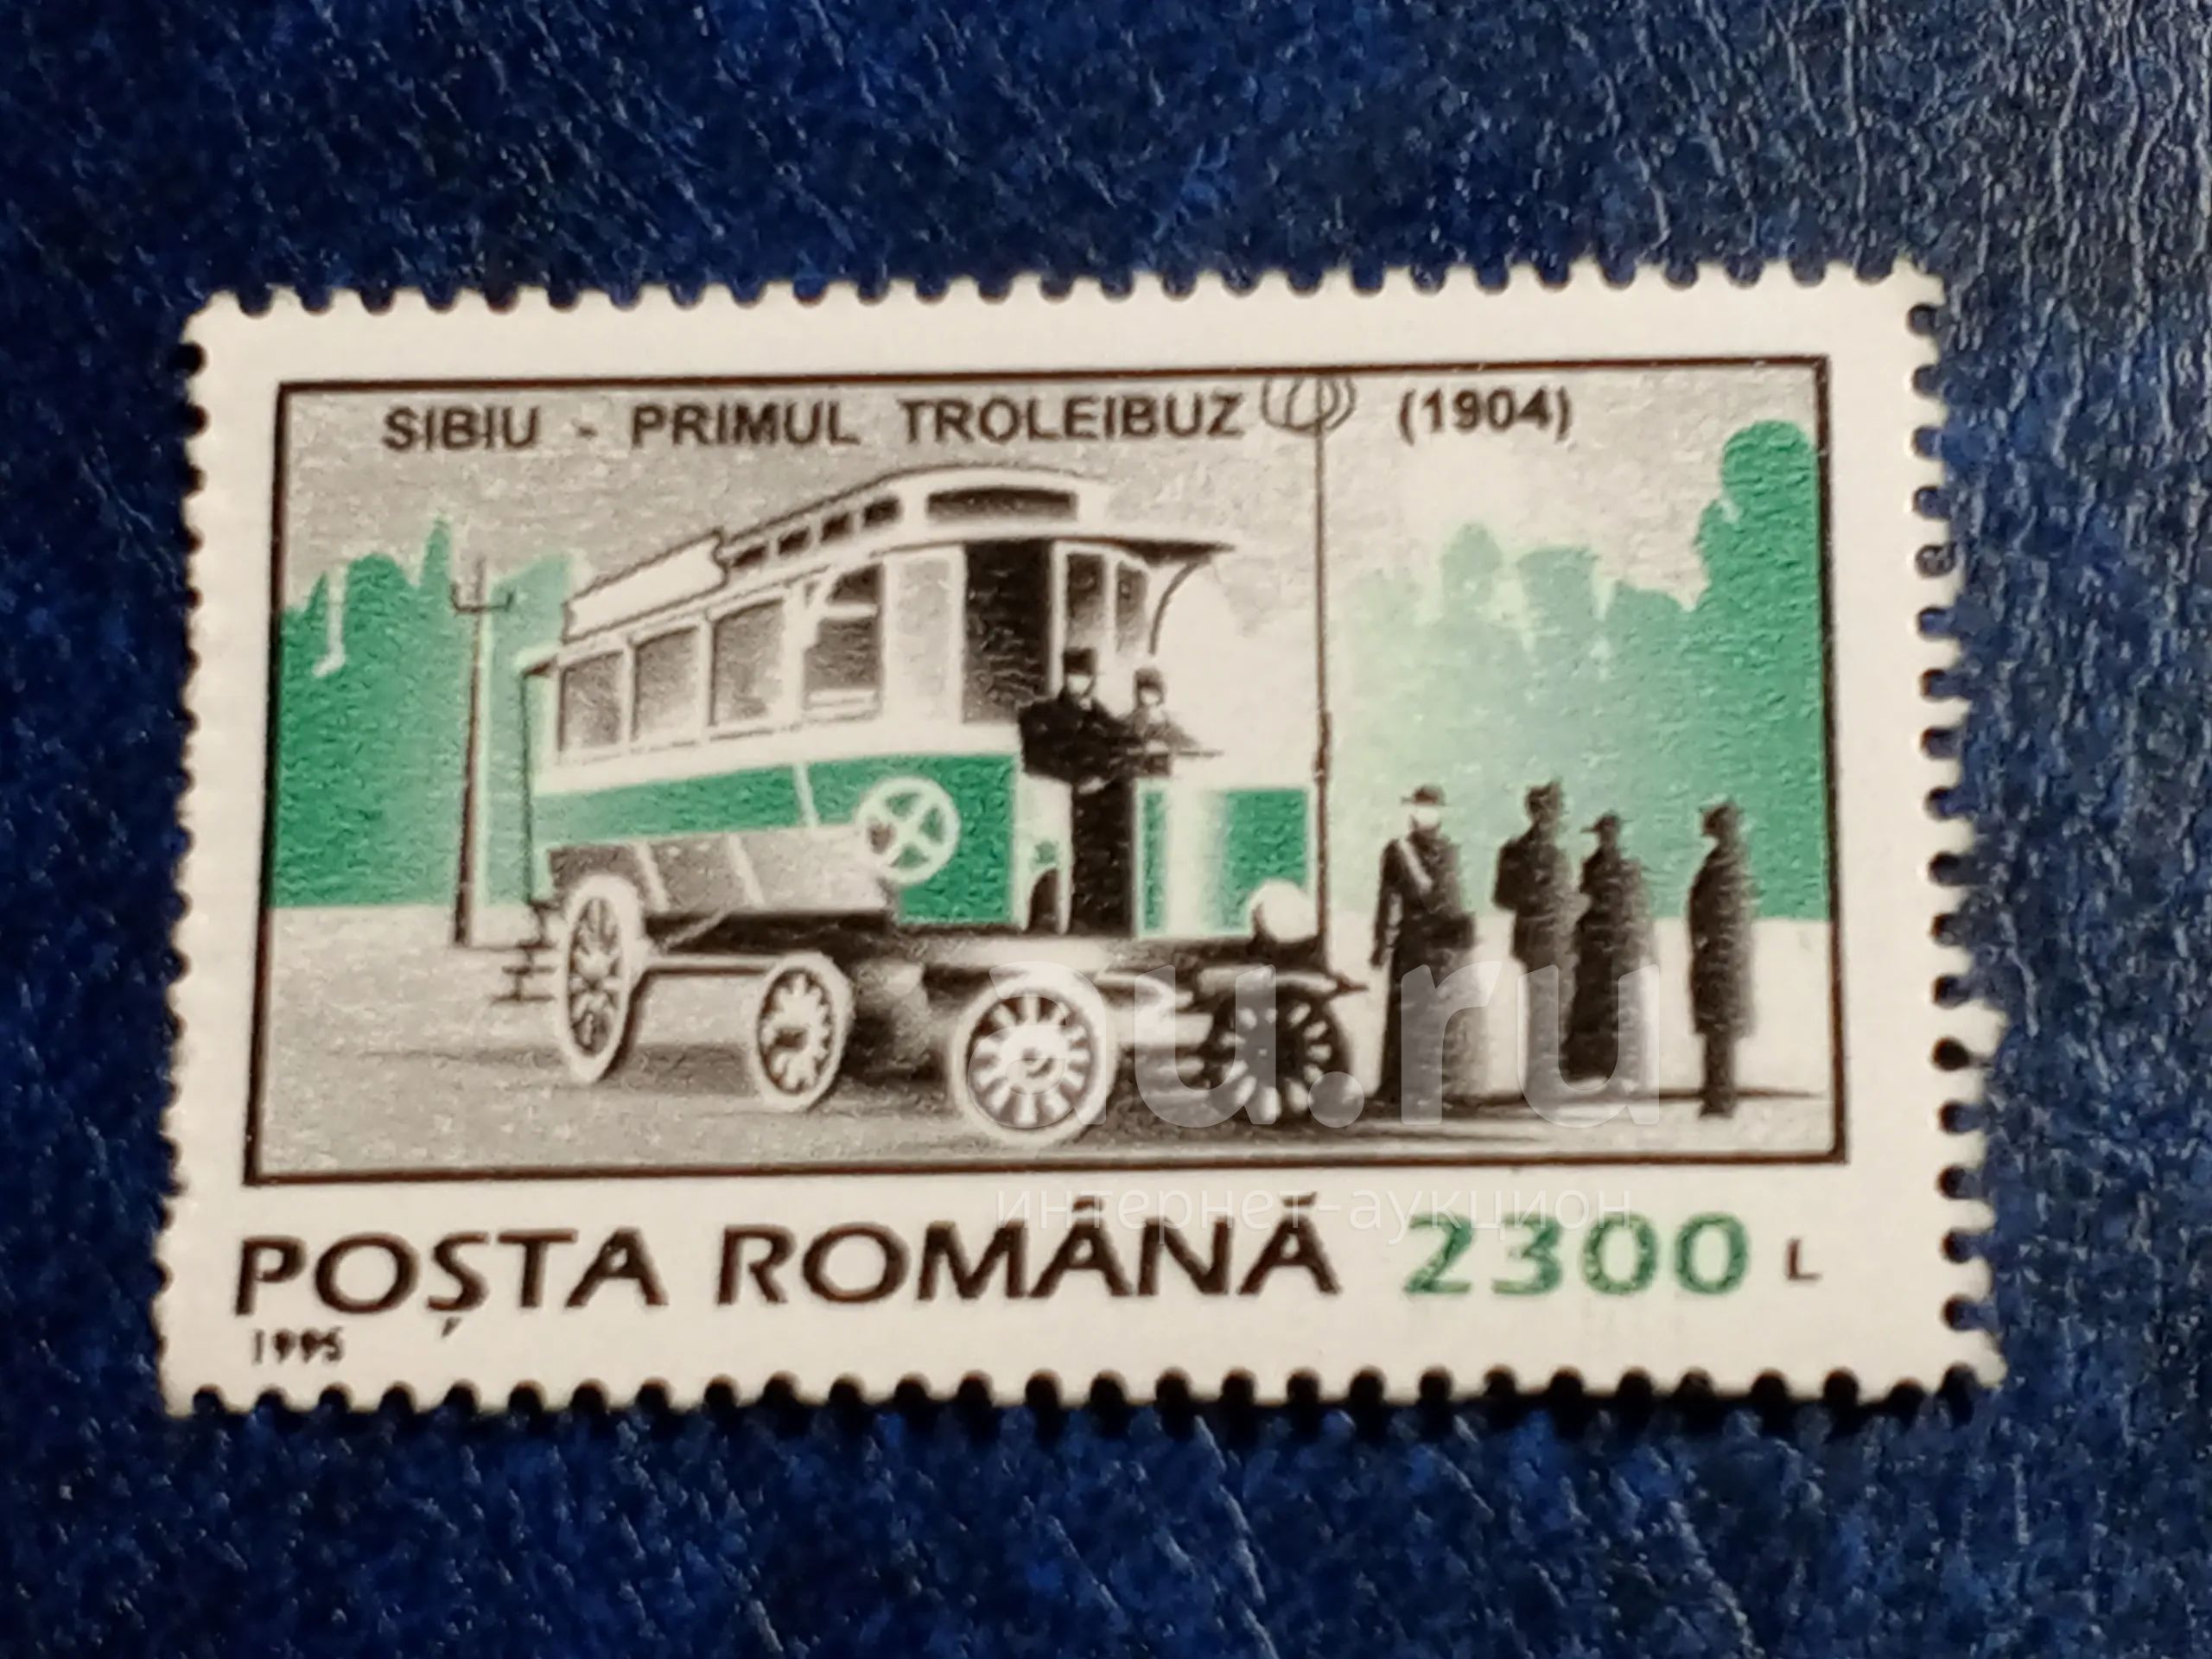 SIBIU - PRIMUL TROLEIBUZ (1904)
au.ru
интернет-аукцион
POȘTA ROMÂNĂ 2300 L
1995